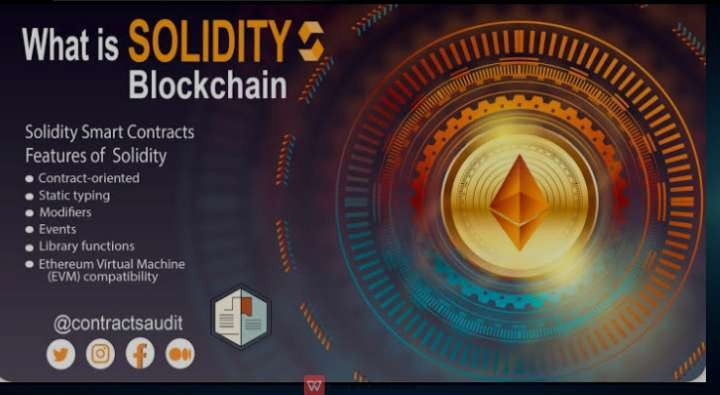 What is SOLIDITY
Blockchain
Solidity Smart Contracts
Features of Solidity
Contract-oriented
Static typing
Modifiers
Events
Library functions
Ethereum Virtual Machine
(EVM) compatibility
@contractsaudit
W